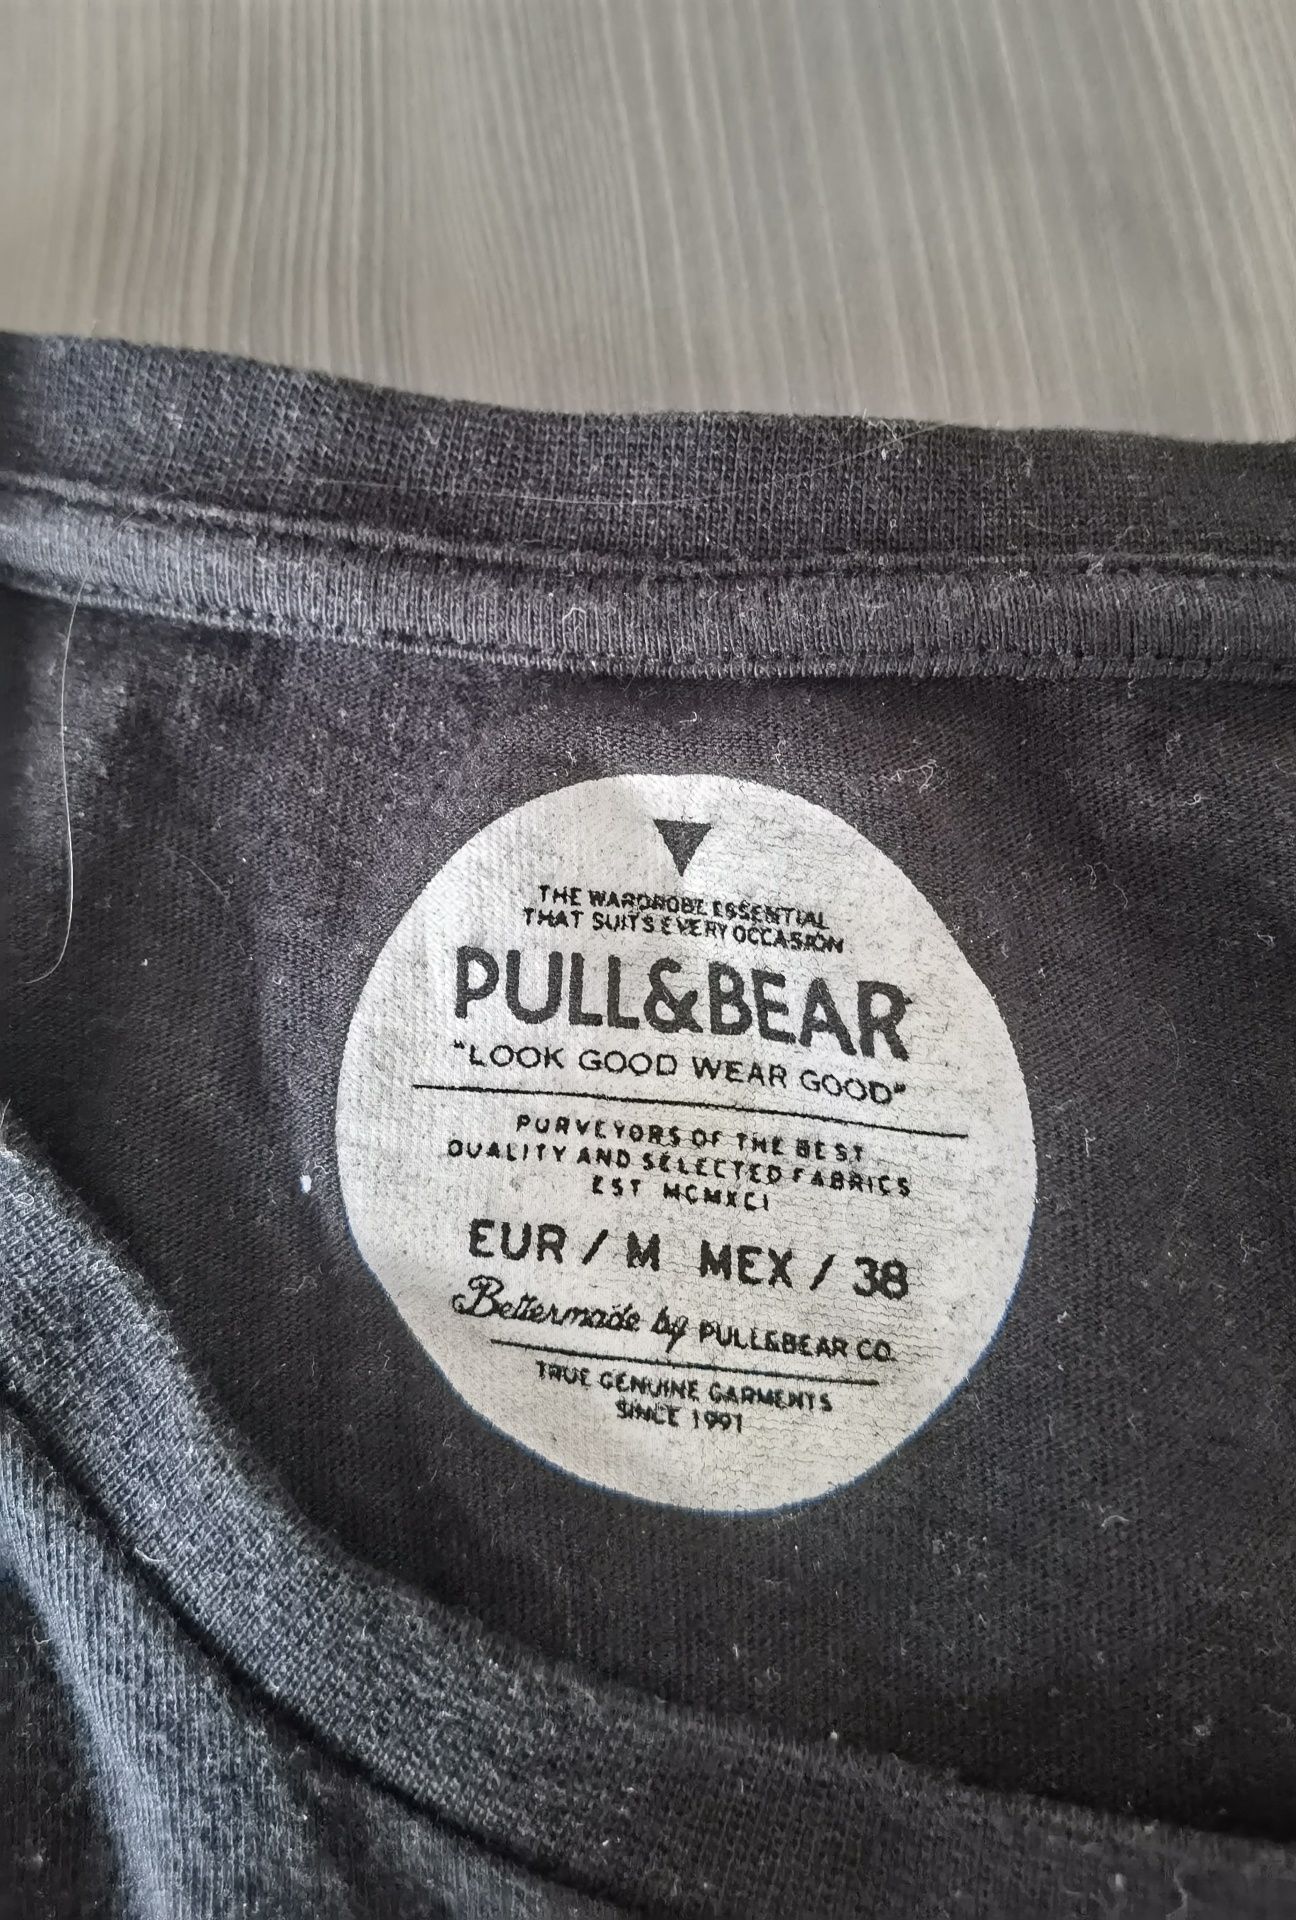 THE WARDROBE ESSENTIAL
THAT SUITS EVERY OCCASION
PULL&BEAR
"LOOK GOOD WEAR GOOD"
PURVEYORS OF THE BEST
QUALITY AND SELECTED FABRICS
EST MCMXCI
EUR / M MEX / 38
Bettermade by PULL&BEAR CO.
TRUE GENUINE GARMENTS
SINCE 1991